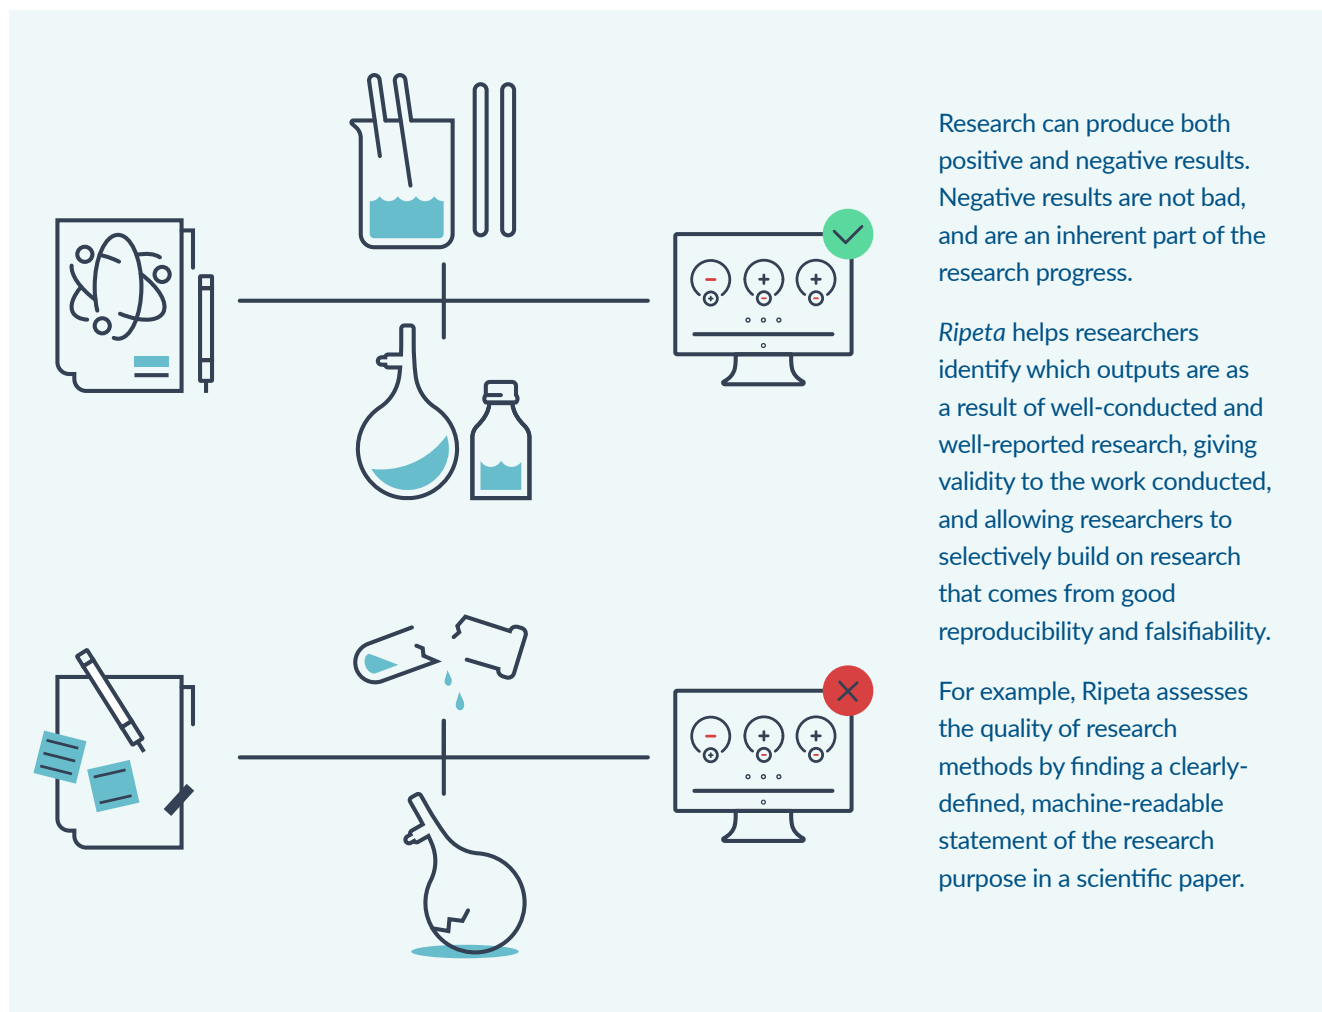 Research can produce both
positive and negative results.
Negative results are not bad,
and are an inherent part of the
research progress.
Ripeta helps researchers
identify which outputs are as
a result of well-conducted and
well-reported research, giving
validity to the work conducted,
and allowing researchers to
selectively build on research
that comes from good
reproducibility and falsifiability.
For example, Ripeta assesses
the quality of research
methods by finding a clearly-
defined, machine-readable
statement of the research
purpose in a scientific paper.